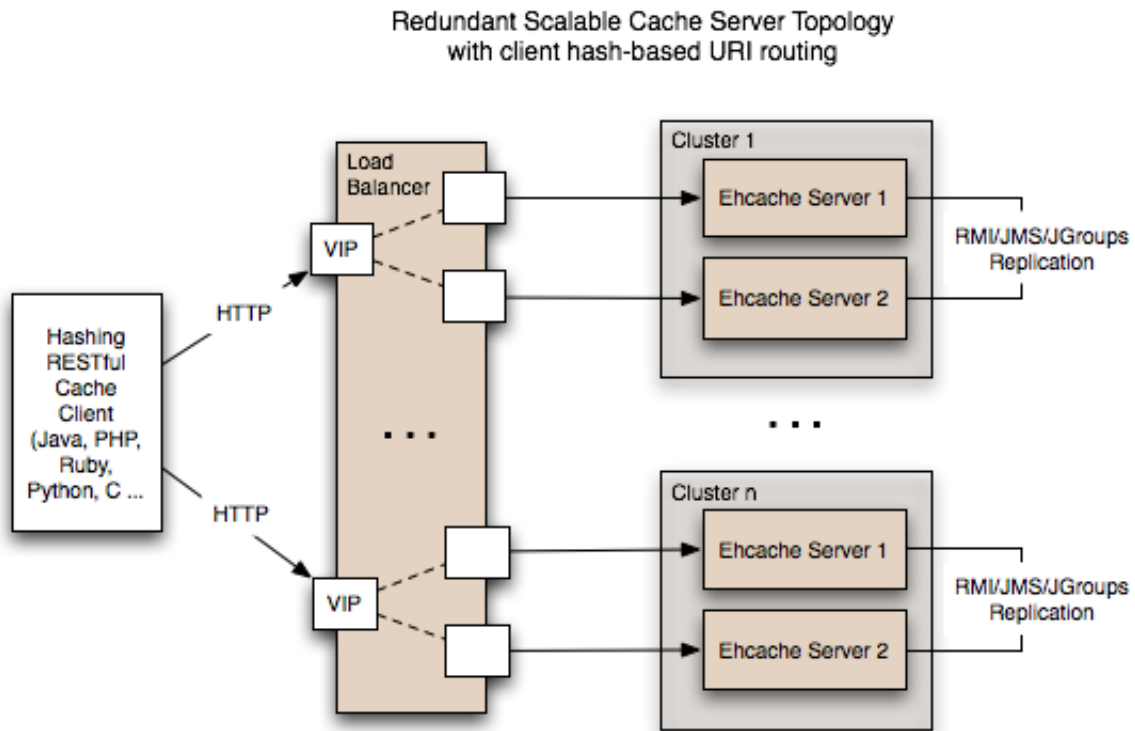 Redundant Scalable Cache Server Topology
with client hash-based URI routing
Load
Balancer
VIP
Cluster 1
Ehcache Server 1
Ehcache Server 2
RMI/JMS/JGroups
Replication
HTTP
Hashing
RESTful
Cache
Client
(Java, PHP,
Ruby,
Python, C ...
. . .
. . .
HTTP
VIP
Cluster n
Ehcache Server 1
Ehcache Server 2
RMI/JMS/JGroups
Replication